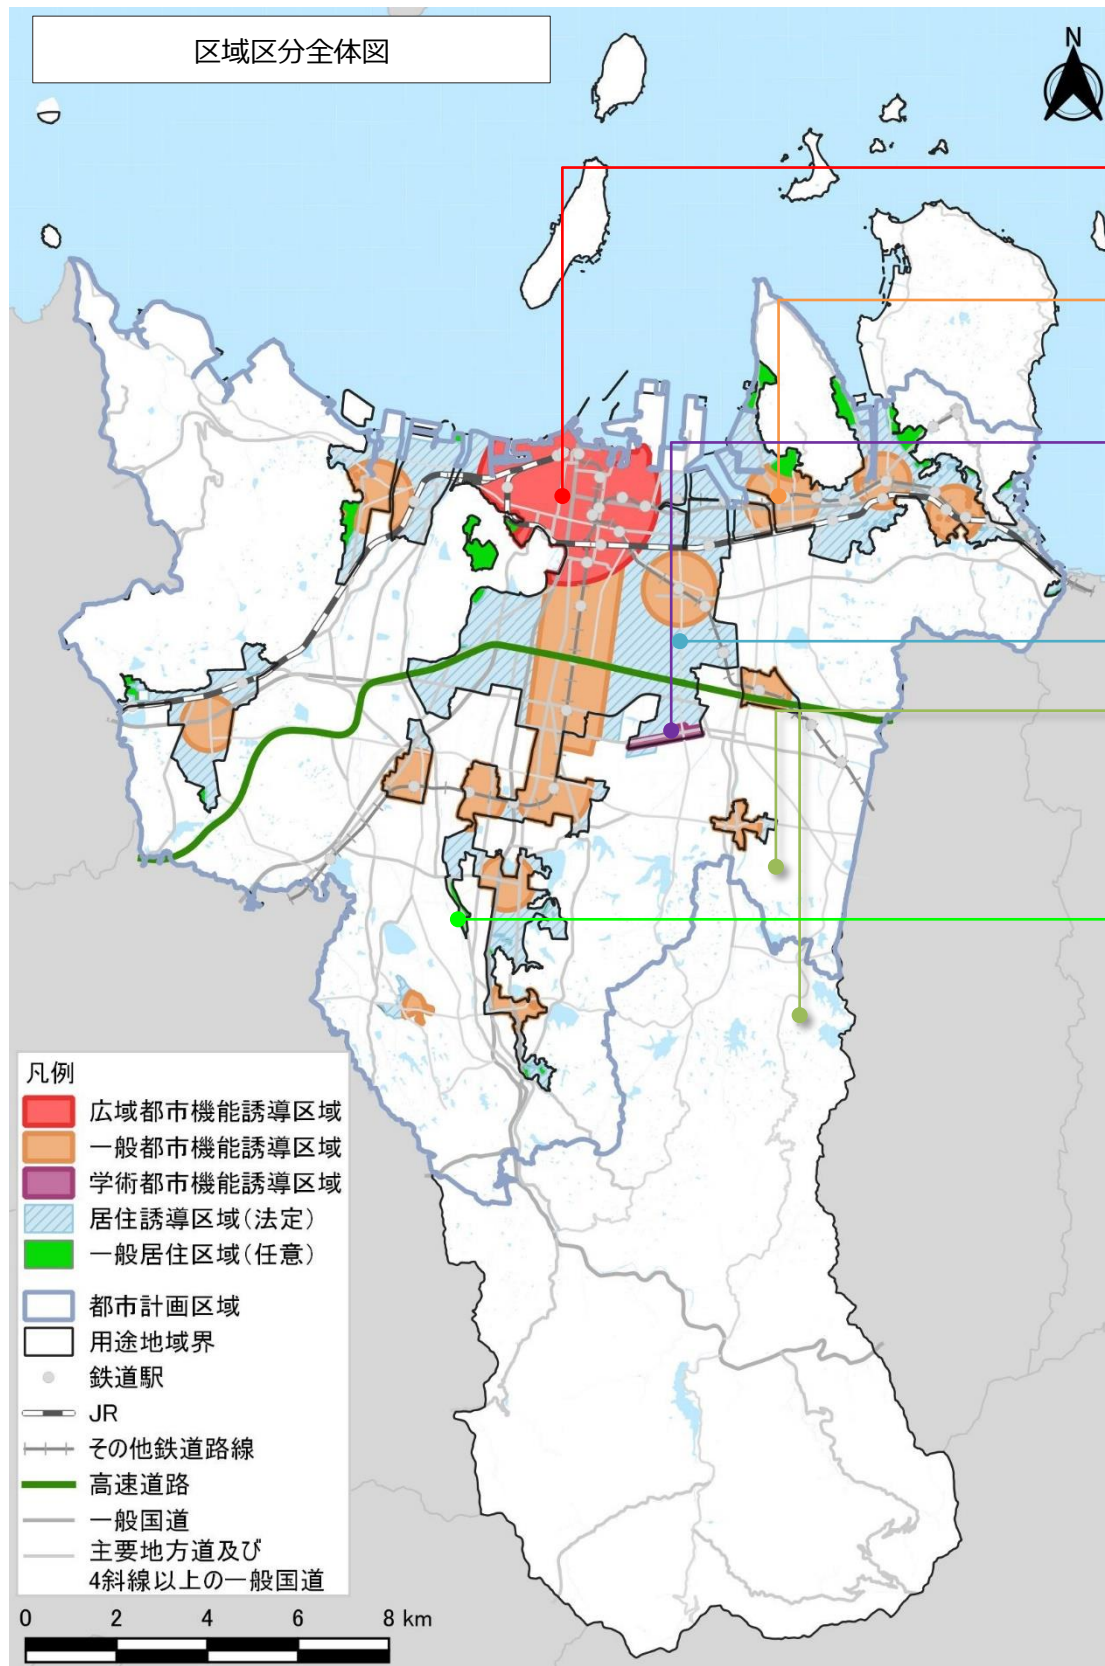 区域区分全体図
N
凡例
広域都市機能誘導区域
一般都市機能誘導区域
学術都市機能誘導区域
居住誘導区域(法定)
一般居住区域(任意)
都市計画区域
用途地域界
鉄道駅
JR
その他鉄道路線
高速道路
一般国道
主要地方道及び
4斜線以上の一般国道
0 2 4 6 8 km